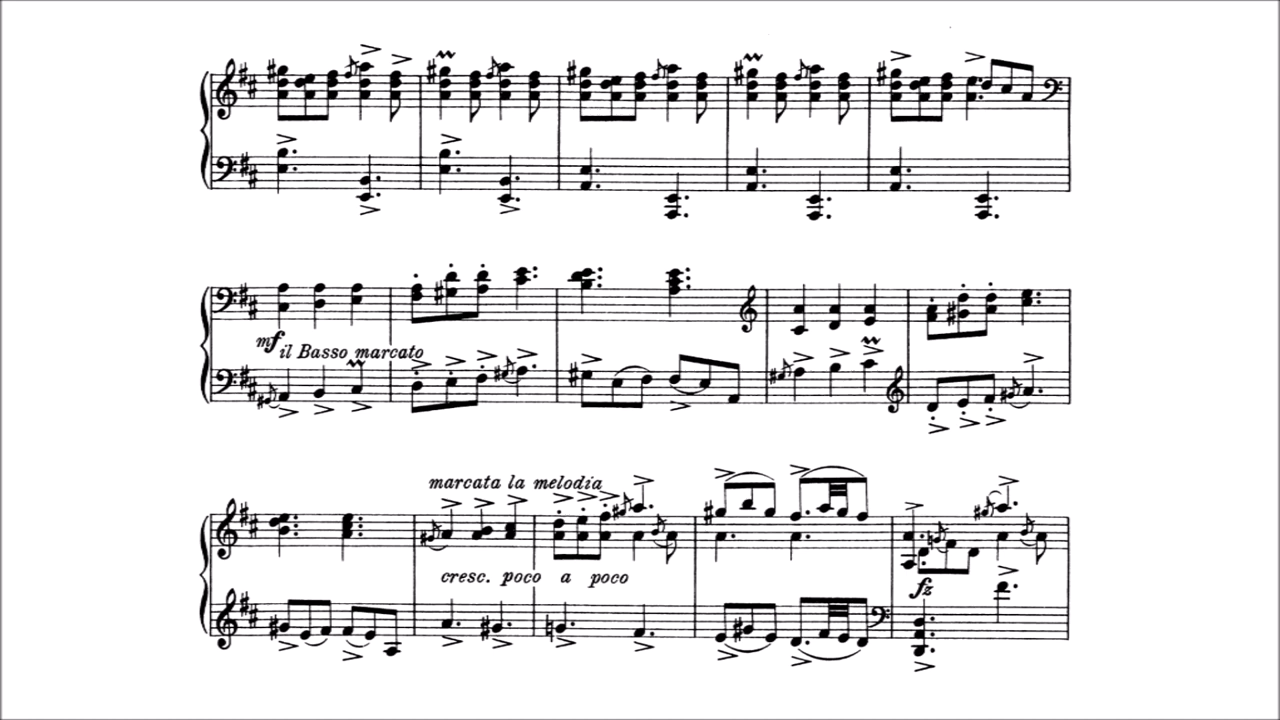 mf
il Basso marcato
marcata la melodia
cresc. poco a poco
fz